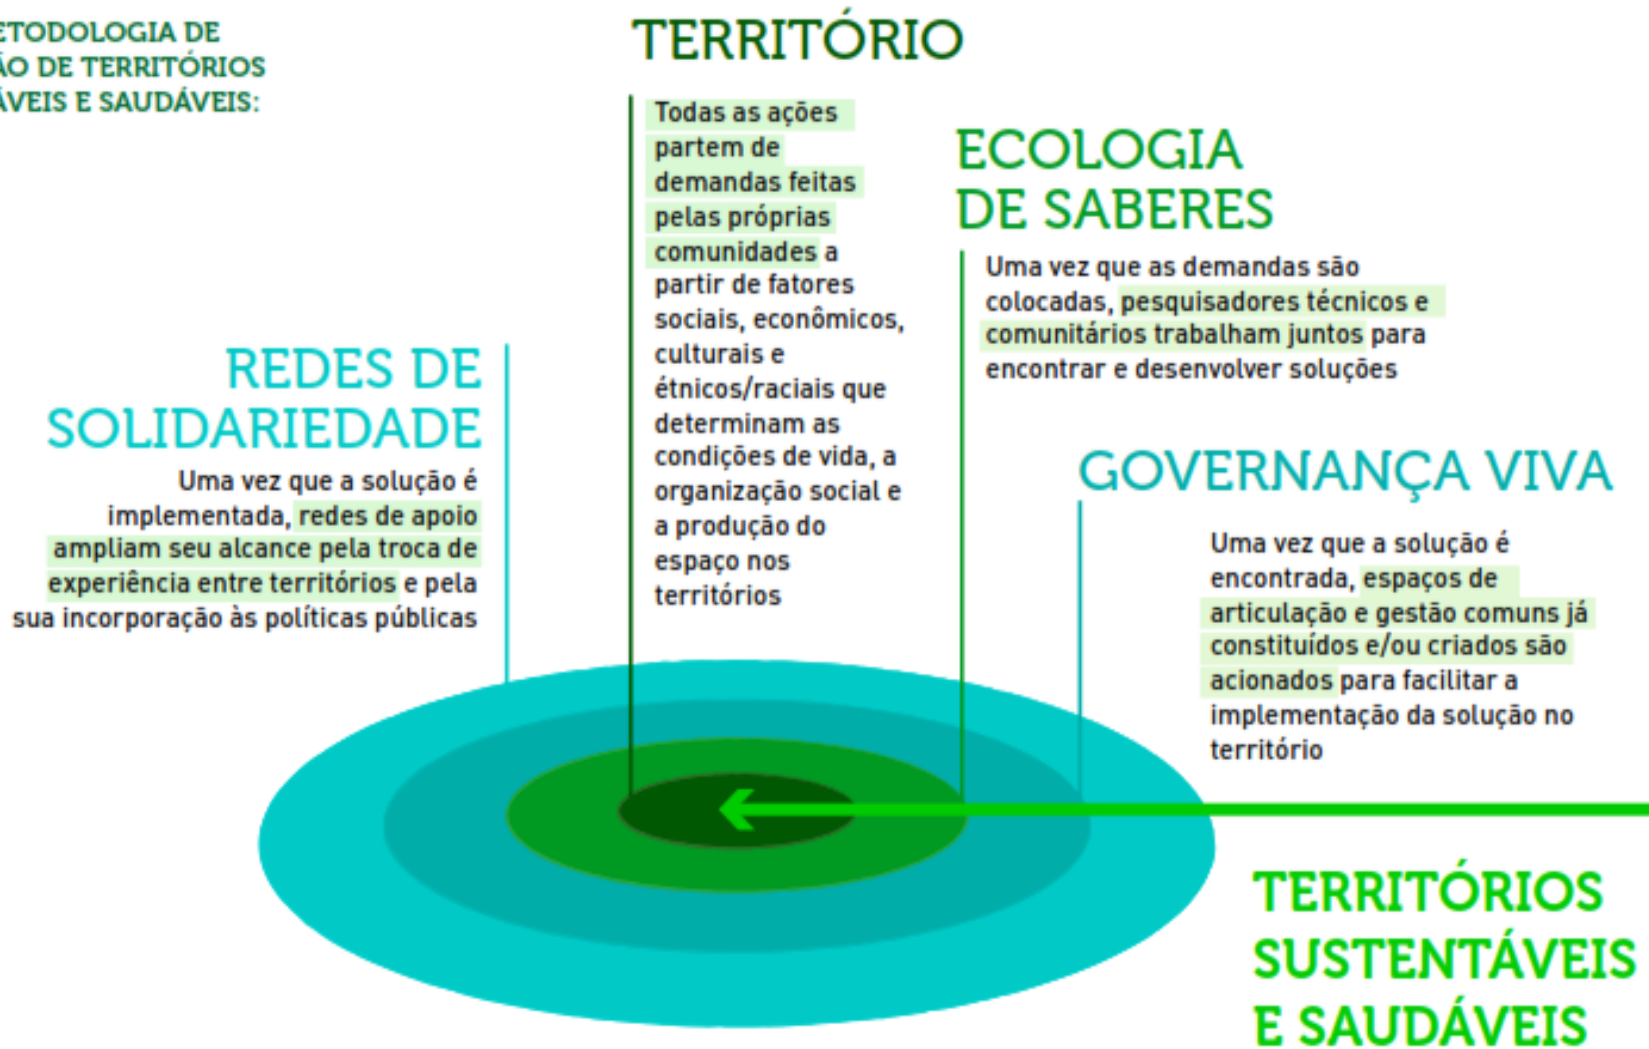 ETODOLOGIA DE
ÃO DE TERRITÓRIOS
ÁVEIS E SAUDÁVEIS:
TERRITÓRIO
Todas as ações
partem de
demandas feitas
pelas próprias
comunidades a
partir de fatores
sociais, econômicos,
culturais e
étnicos/raciais que
determinam as
condições de vida, a
organização social e
a produção do
espaço nos
territórios
ECOLOGIA
DE SABERES
Uma vez que as demandas são
colocadas, pesquisadores técnicos e
comunitários trabalham juntos para
encontrar e desenvolver soluções
GOVERNANÇA VIVA
Uma vez que a solução é
encontrada, espaços de
articulação e gestão comuns já
constituídos e/ou criados são
acionados para facilitar a
implementação da solução no
território
REDES DE
SOLIDARIEDADE
Uma vez que a solução é
implementada, redes de apoio
ampliam seu alcance pela troca de
experiência entre territórios e pela
sua incorporação às políticas públicas
TERRITÓRIOS
SUSTENTÁVEIS
E SAUDÁVEIS